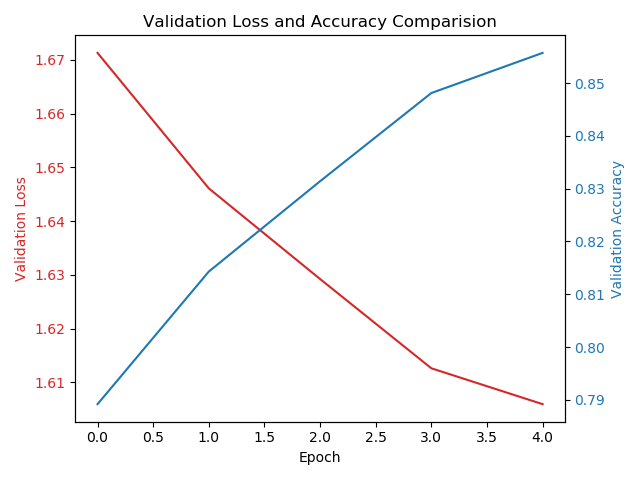 Validation Loss and Accuracy Comparision
1.67
1.66
1.65
1.64
1.63
1.62
1.61
Validation Loss
0.85
0.84
0.83
0.82
0.81
0.80
0.79
Validation Accuracy
0.0 0.5 1.0 1.5 2.0 2.5 3.0 3.5 4.0
Epoch